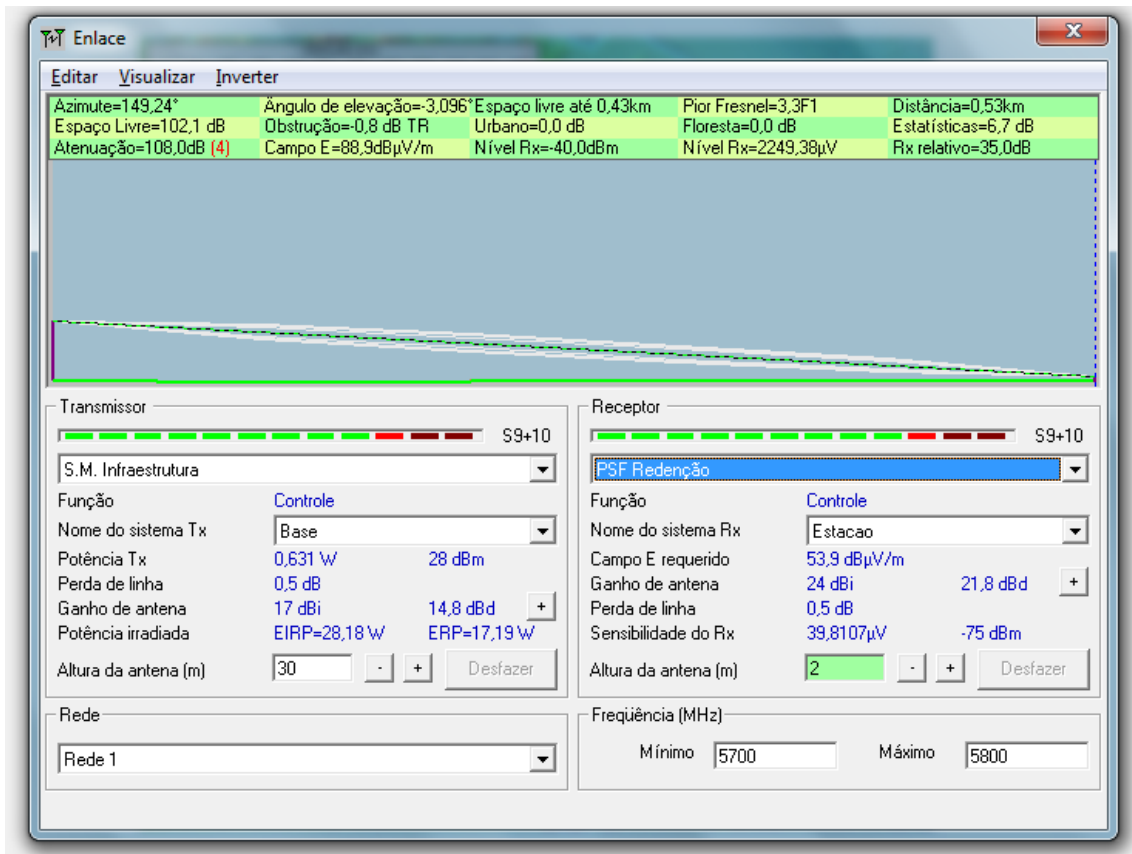 Enlace
Editar Visualizar Inverter
Azimute=149,24° Ângulo de elevação=-3,096° Espaço livre até 0,43km Pior Fresnel=3,3F1 Distância=0,53km
Espaço Livre=102,1 dB Obstrução=-0,8 dB TR Urbano=0,0 dB Floresta=0,0 dB Estatísticas=6,7 dB
Atenuação=108,0dB (4) Campo E=88,9dBµV/m Nível Rx=-40,0dBm Nível Rx=2249,38µV Rx relativo=35,0dB
Transmissor
S9+10
S.M. Infraestrutura
Função Controle
Nome do sistema Tx Base
Potência Tx 0,631 W 28 dBm
Perda de linha 0,5 dB
Ganho de antena 17 dBi 14,8 dBd +
Potência irradiada EIRP=28,18 W ERP=17,19 W
Altura da antena (m) 30 - + Desfazer
Receptor
S9+10
PSF Redenção
Função Controle
Nome do sistema Rx Estacao
Campo E requerido 53,9 dBµV/m
Ganho de antena 24 dBi 21,8 dBd +
Perda de linha 0,5 dB
Sensibilidade do Rx 39,8107µV -75 dBm
Altura da antena (m) 2 - + Desfazer
Rede
Rede 1
Freqüência (MHz)
Mínimo 5700 Máximo 5800